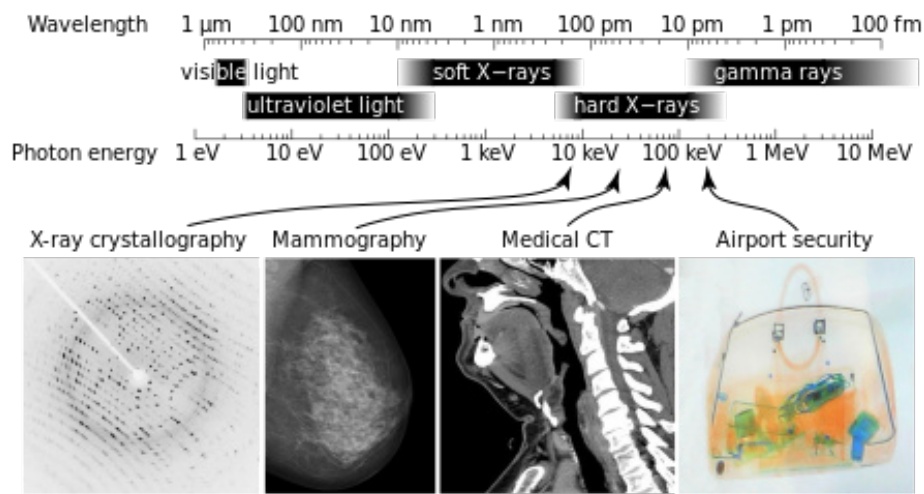 Wavelength 1 μm 100 nm 10 nm 1 nm 100 pm 10 pm 1 pm 100 fm
visible light soft X−rays gamma rays
ultraviolet light hard X−rays
Photon energy 1 eV 10 eV 100 eV 1 keV 10 keV 100 keV 1 MeV 10 MeV
X-ray crystallography Mammography Medical CT Airport security